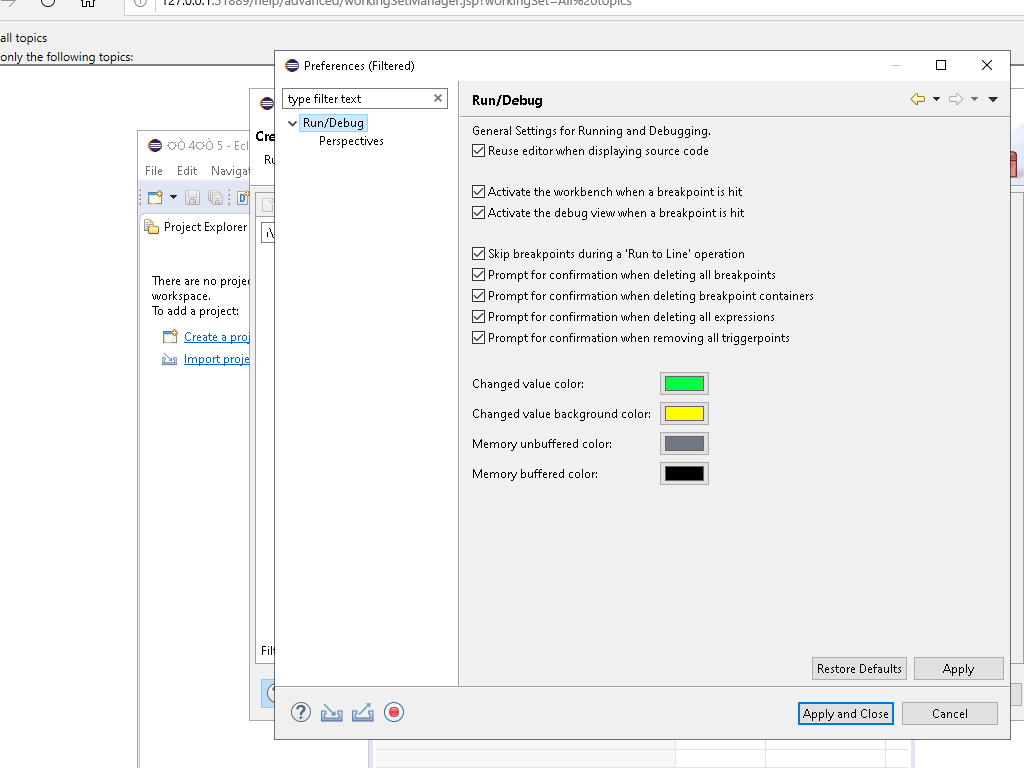 127.0.0.1:51889/help/advanced/workingSetManager.jsp?workingSet=All%20topics
all topics
only the following topics:
Preferences (Filtered)
type filter text
Run/Debug
Perspectives
Run/Debug
General Settings for Running and Debugging.
Reuse editor when displaying source code
Activate the workbench when a breakpoint is hit
Activate the debug view when a breakpoint is hit
Skip breakpoints during a 'Run to Line' operation
Prompt for confirmation when deleting all breakpoints
Prompt for confirmation when deleting breakpoint containers
Prompt for confirmation when deleting all expressions
Prompt for confirmation when removing all triggerpoints
Changed value color:
Changed value background color:
Memory unbuffered color:
Memory buffered color:
Restore Defaults
Apply
Apply and Close
Cancel
Cre
Ru
Filt
5 - Ecl
File Edit Navigat
Project Explorer
There are no proje
workspace.
To add a project:
Create a proj
Import proje